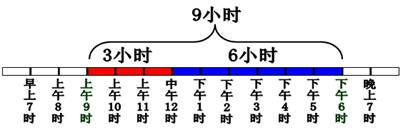 9小时
3小时 6小时
早上7时
上午8时
上午9时
上午10时
上午11时
中午12时
下午1时
下午2时
下午3时
下午4时
下午5时
下午6时
晚上7时